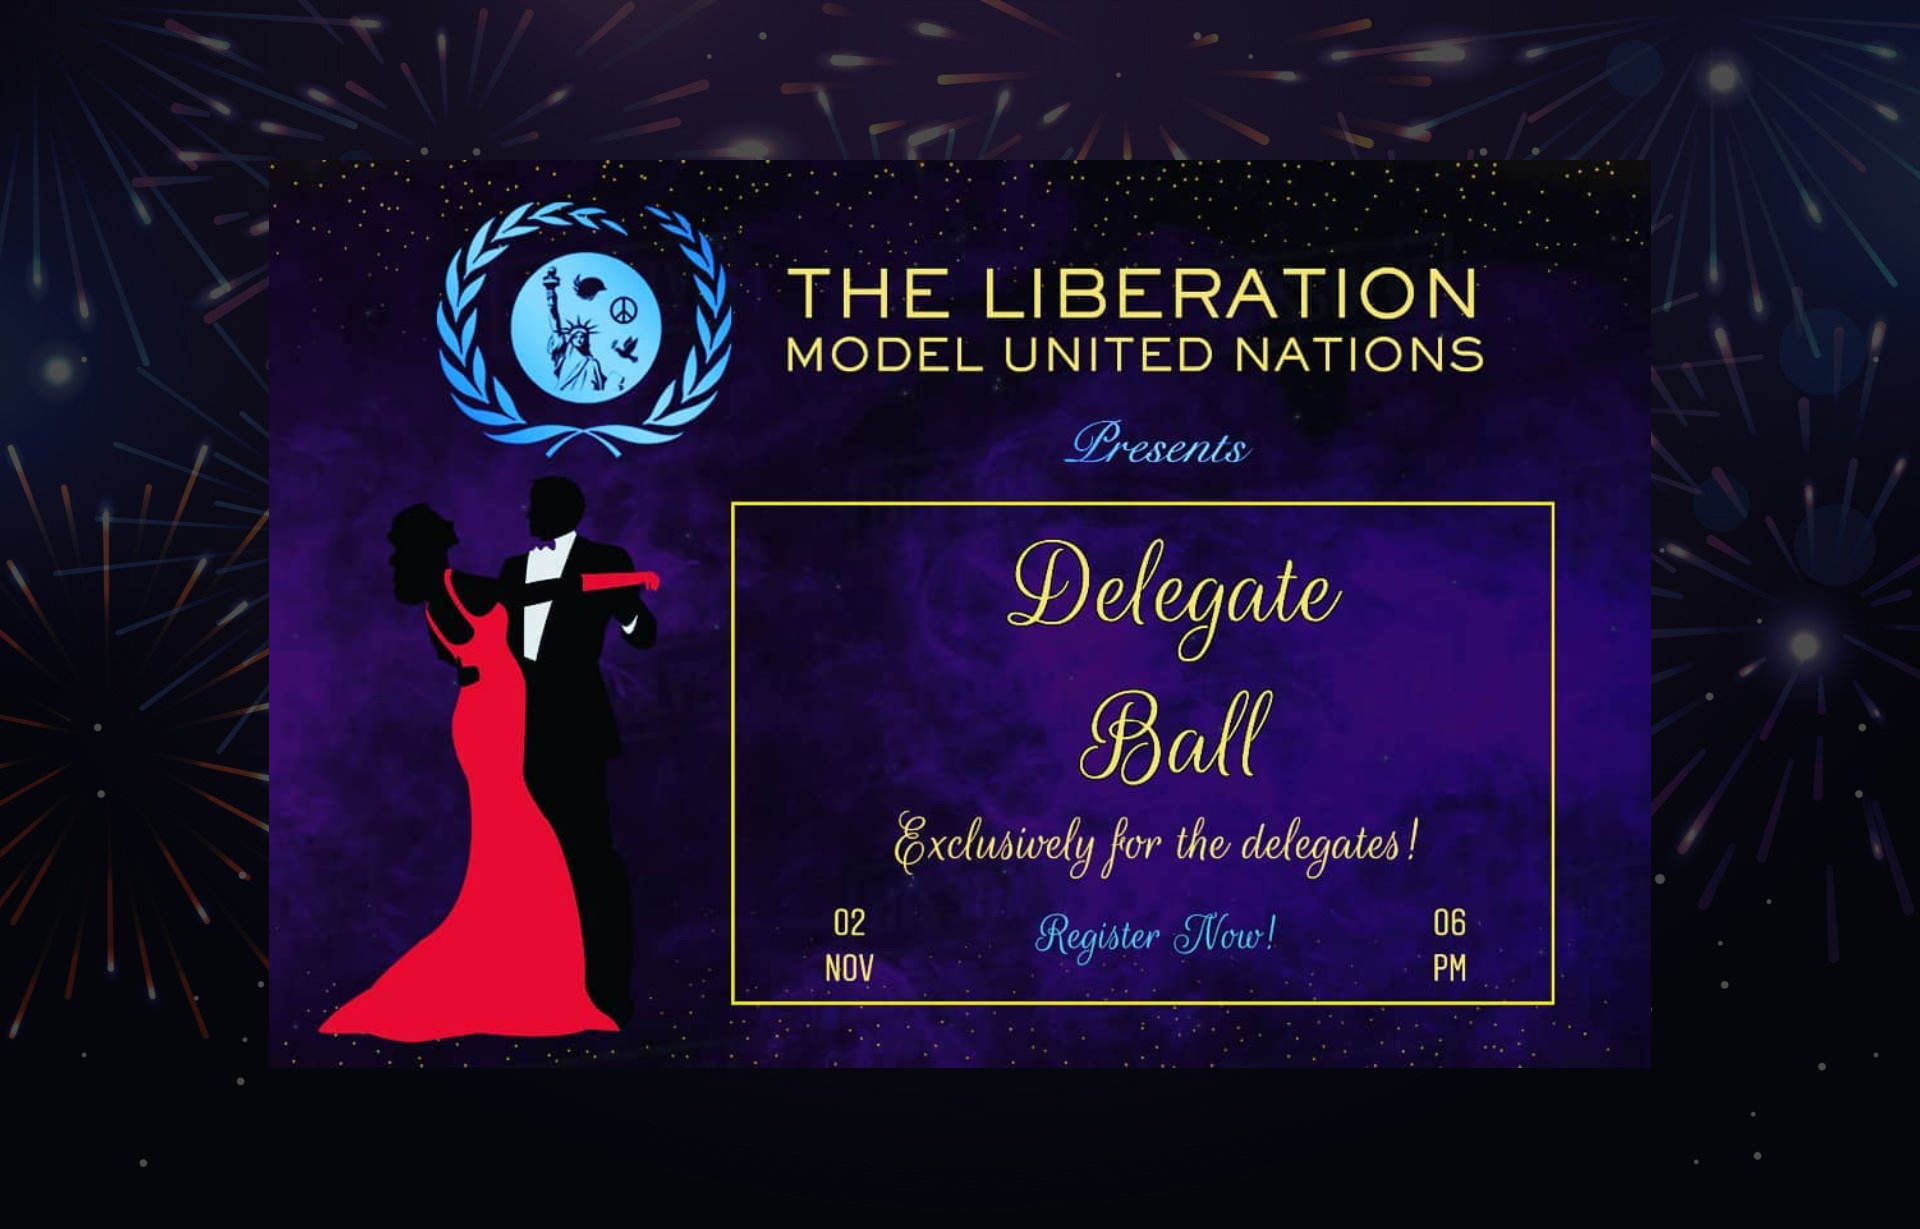 THE LIBERATION
MODEL UNITED NATIONS
Presents
Delegate
Ball
Exclusively for the delegates!
02
NOV
Register Now!
06
PM